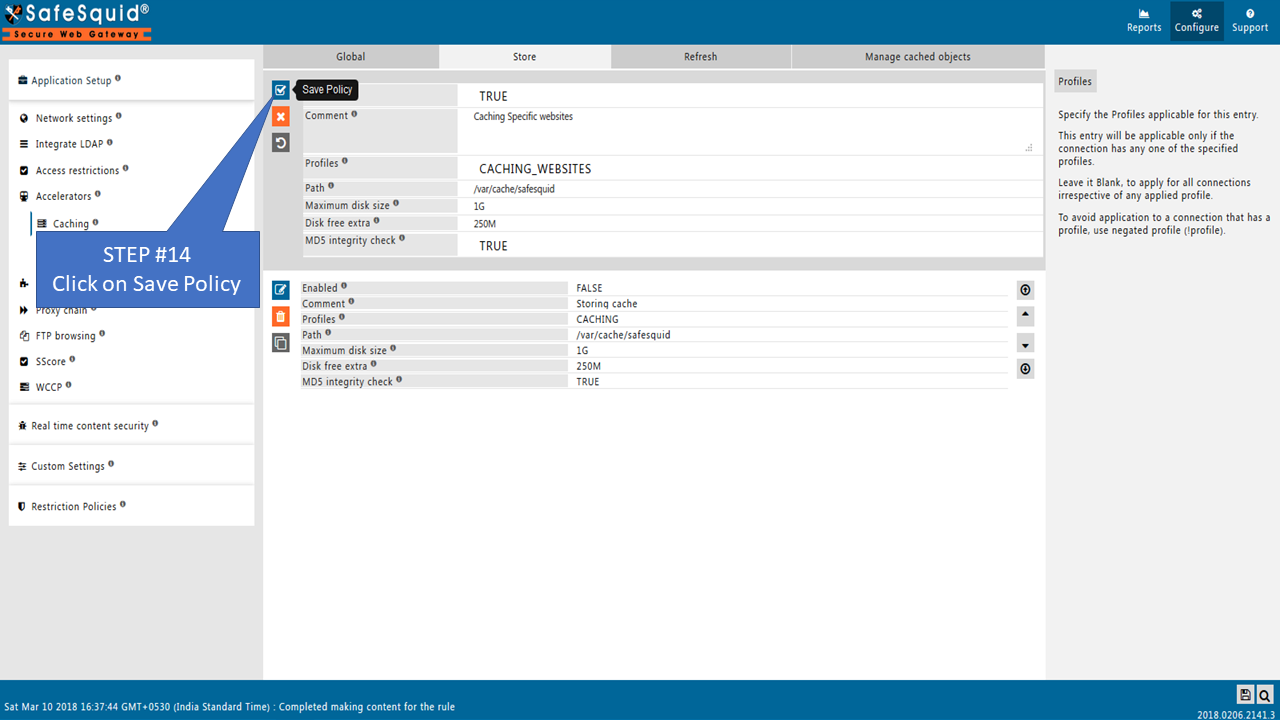 SafeSquid®
Secure Web Gateway
Reports
Configure
Support
Application Setup
Network settings
Integrate LDAP
Access restrictions
Accelerators
Caching
Proxy chain
FTP browsing
SScore
WCCP
Real time content security
Custom Settings
Restriction Policies
STEP #14
Click on Save Policy
Global
Store
Refresh
Manage cached objects
Save Policy
TRUE
Comment
Caching Specific websites
Profiles
CACHING_WEBSITES
Path
/var/cache/safesquid
Maximum disk size
1G
Disk free extra
250M
MD5 integrity check
TRUE
Enabled
FALSE
Comment
Storing cache
Profiles
CACHING
Path
/var/cache/safesquid
Maximum disk size
1G
Disk free extra
250M
MD5 integrity check
TRUE
Profiles
Specify the Profiles applicable for this entry.
This entry will be applicable only if the
connection has any one of the specified
profiles.
Leave it Blank, to apply for all connections
irrespective of any applied profile.
To avoid application to a connection that has a
profile, use negated profile (!profile).
Sat Mar 10 2018 16:37:44 GMT+0530 (India Standard Time) : Completed making content for the rule
2018.0206.2141.3